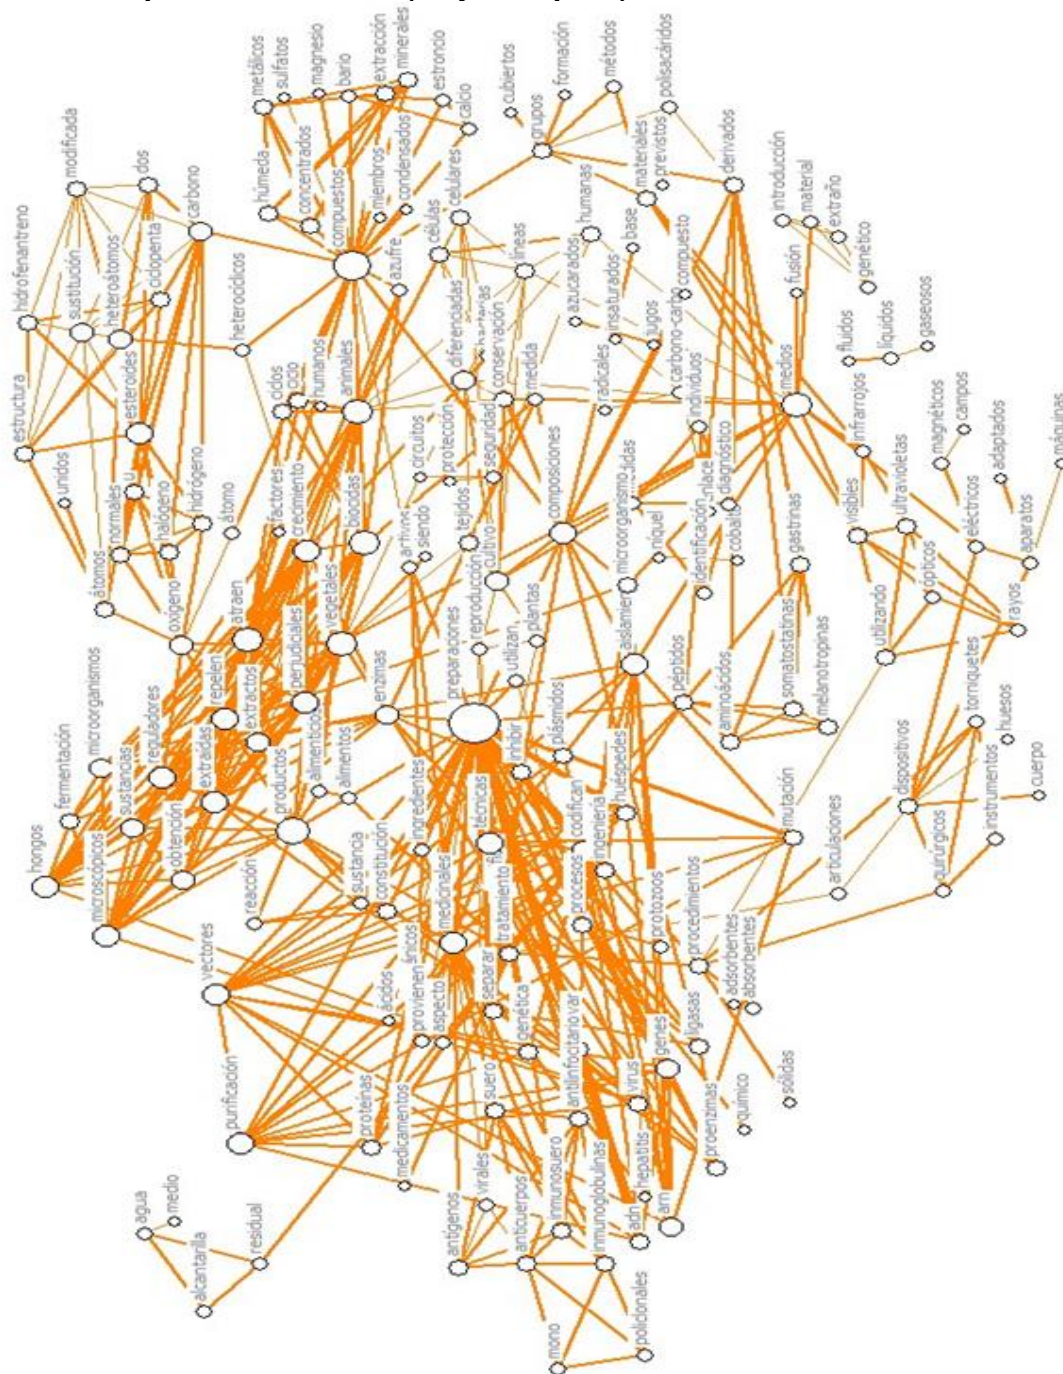 hidrofenantreno
modificada
sustitución
heteroátomos
dos
ciclopenta
carbono
estructura
esteroides
unidos
u
normales
halógeno
hidrógeno
átomos
átomo
oxígeno
heterocíclicos
metálicos
sulfatos
magnesio
bario
extracción
minerales
estroncio
calcio
húmeda
concentrados
compuestos
miembros
condensados
celulares
células
azufre
cubiertos
grupos
formación
métodos
polisacáridos
materiales
previstos
derivados
introducción
material
extraño
genético
fusión
fluidos
líquidos
gaseosos
humanas
base
líneas
azucarados
insaturados
compuesto
diferenciadas
conservación
medida
radicales
individuos
medios
ciclos
ciclo
humanos
animales
factores
crecimiento
biocidas
circuitos
protección
seguridad
siendo
tejidos
cultivo
composiciones
diagnóstico
identificación
níquel
cobalto
gastrinas
infrarrojos
visibles
ultravioletas
magnéticos
campos
adaptados
máquinas
eléctricos
aparatos
ópticos
rayos
utilizando
atraen
perjudiciales
vegetales
repelen
extractos
extraídas
reguladores
sustancias
microorganismos
fermentación
hongos
microscópicos
obtención
productos
alimenticios
alimentos
enzimas
preparaciones
reproducción
utilizan
plantas
aislamiento
péptidos
aminoácidos
somatostatinas
melanotropinas
plásmidos
inhibir
técnicas
ingredientes
huéspedes
codifican
ingeniería
procesos
mutación
articulaciones
dispositivos
torniquetes
huesos
cuerpo
instrumentos
quirúrgicos
reacción
sustancia
constitución
medicinales
tratamiento
separar
protozoos
procedimientos
adsorbentes
absorbentes
sólidas
químico
vectores
purificación
ácidos
provienen
aspecto
genética
suero
proteínas
medicamentos
ligasas
genes
virus
proenzimas
hepatitis
arn
adn
inmunosuero
inmunoglobulinas
virales
antígenos
anticuerpos
mono
policlonales
agua
medio
alcantarilla
residual